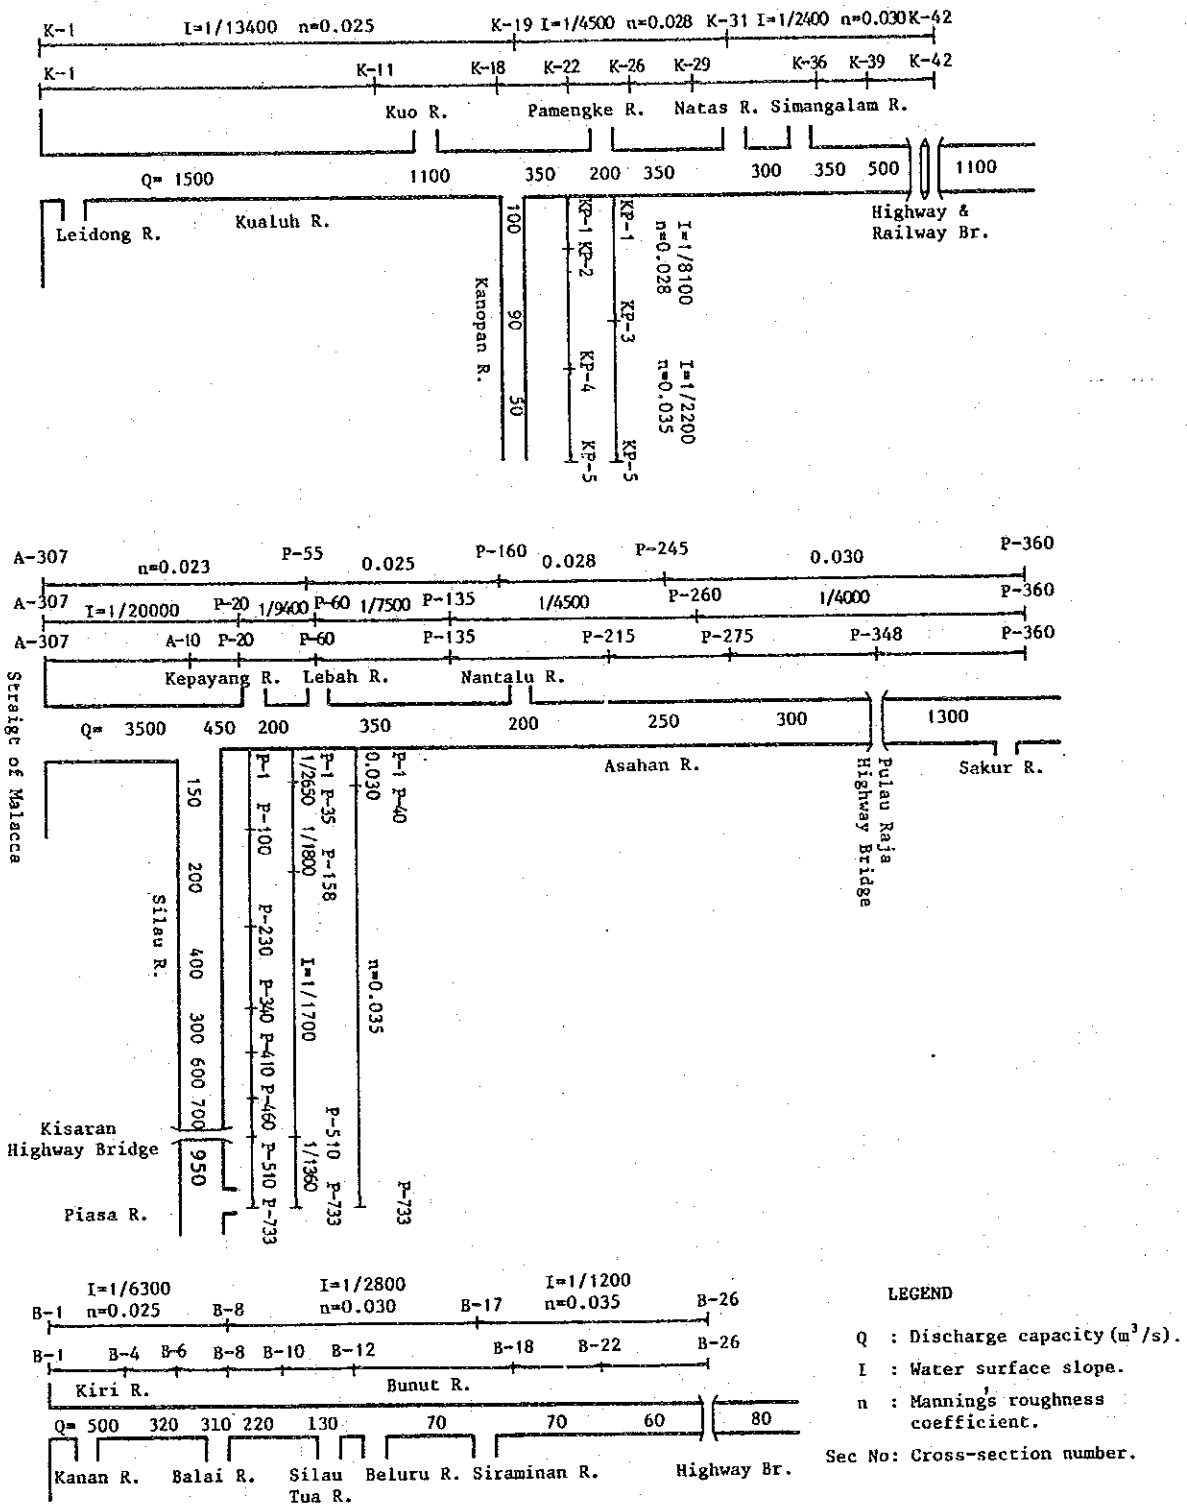 K-1 I=1/13400 n=0.025 K-19 I=1/4500 n=0.028 K-31 I=1/2400 n=0.030 K-42
K-1 K-11 K-18 K-22 K-26 K-29 K-36 K-39 K-42
Kuo R. Pamengke R. Natas R. Simangalam R.
Q= 1500 1100 350 200 350 300 350 500 1100
Leidong R. Kualuh R. Highway &
Railway Br.
Kanopan R.
100 90 50
KP-1 KP-2 KP-4 KP-5
KP-1 KP-3 KP-5
I=1/8100 I=1/2200
n=0.028 n=0.035
A-307 n=0.023 P-55 0.025 P-160 0.028 P-245 0.030 P-360
A-307 I=1/20000 P-20 1/9400 P-60 1/7500 P-135 1/4500 P-260 1/4000 P-360
A-307 A-10 P-20 P-60 P-135 P-215 P-275 P-348 P-360
Kepayang R. Lebah R. Nantalu R.
Q= 3500 450 200 350 200 250 300 1300
Asahan R. Sakur R.
Straigt of Malacca
Pulau Raja
Highway Bridge
Silau R.
150 200 400 300 600 700 950
P-1 P-100 P-230 P-340 P-410 P-460 P-510 P-733
1/2650 1/1800 I=1/1700 1/1360
P-1 P-35 P-158 P-510 P-733
0.030 n=0.035
P-1 P-40 P-733
Kisaran
Highway Bridge
Piasa R.
I=1/6300 I=1/2800 I=1/1200
B-1 n=0.025 B-8 n=0.030 B-17 n=0.035 B-26
B-1 B-4 B-6 B-8 B-10 B-12 B-18 B-22 B-26
Kiri R. Bunut R.
Q= 500 320 310 220 130 70 70 60 80
Kanan R. Balai R. Silau Beluru R. Siraminan R. Highway Br.
Tua R.
LEGEND
Q : Discharge capacity (m³/s).
I : Water surface slope.
n : Manning's roughness
coefficient.
Sec No: Cross-section number.